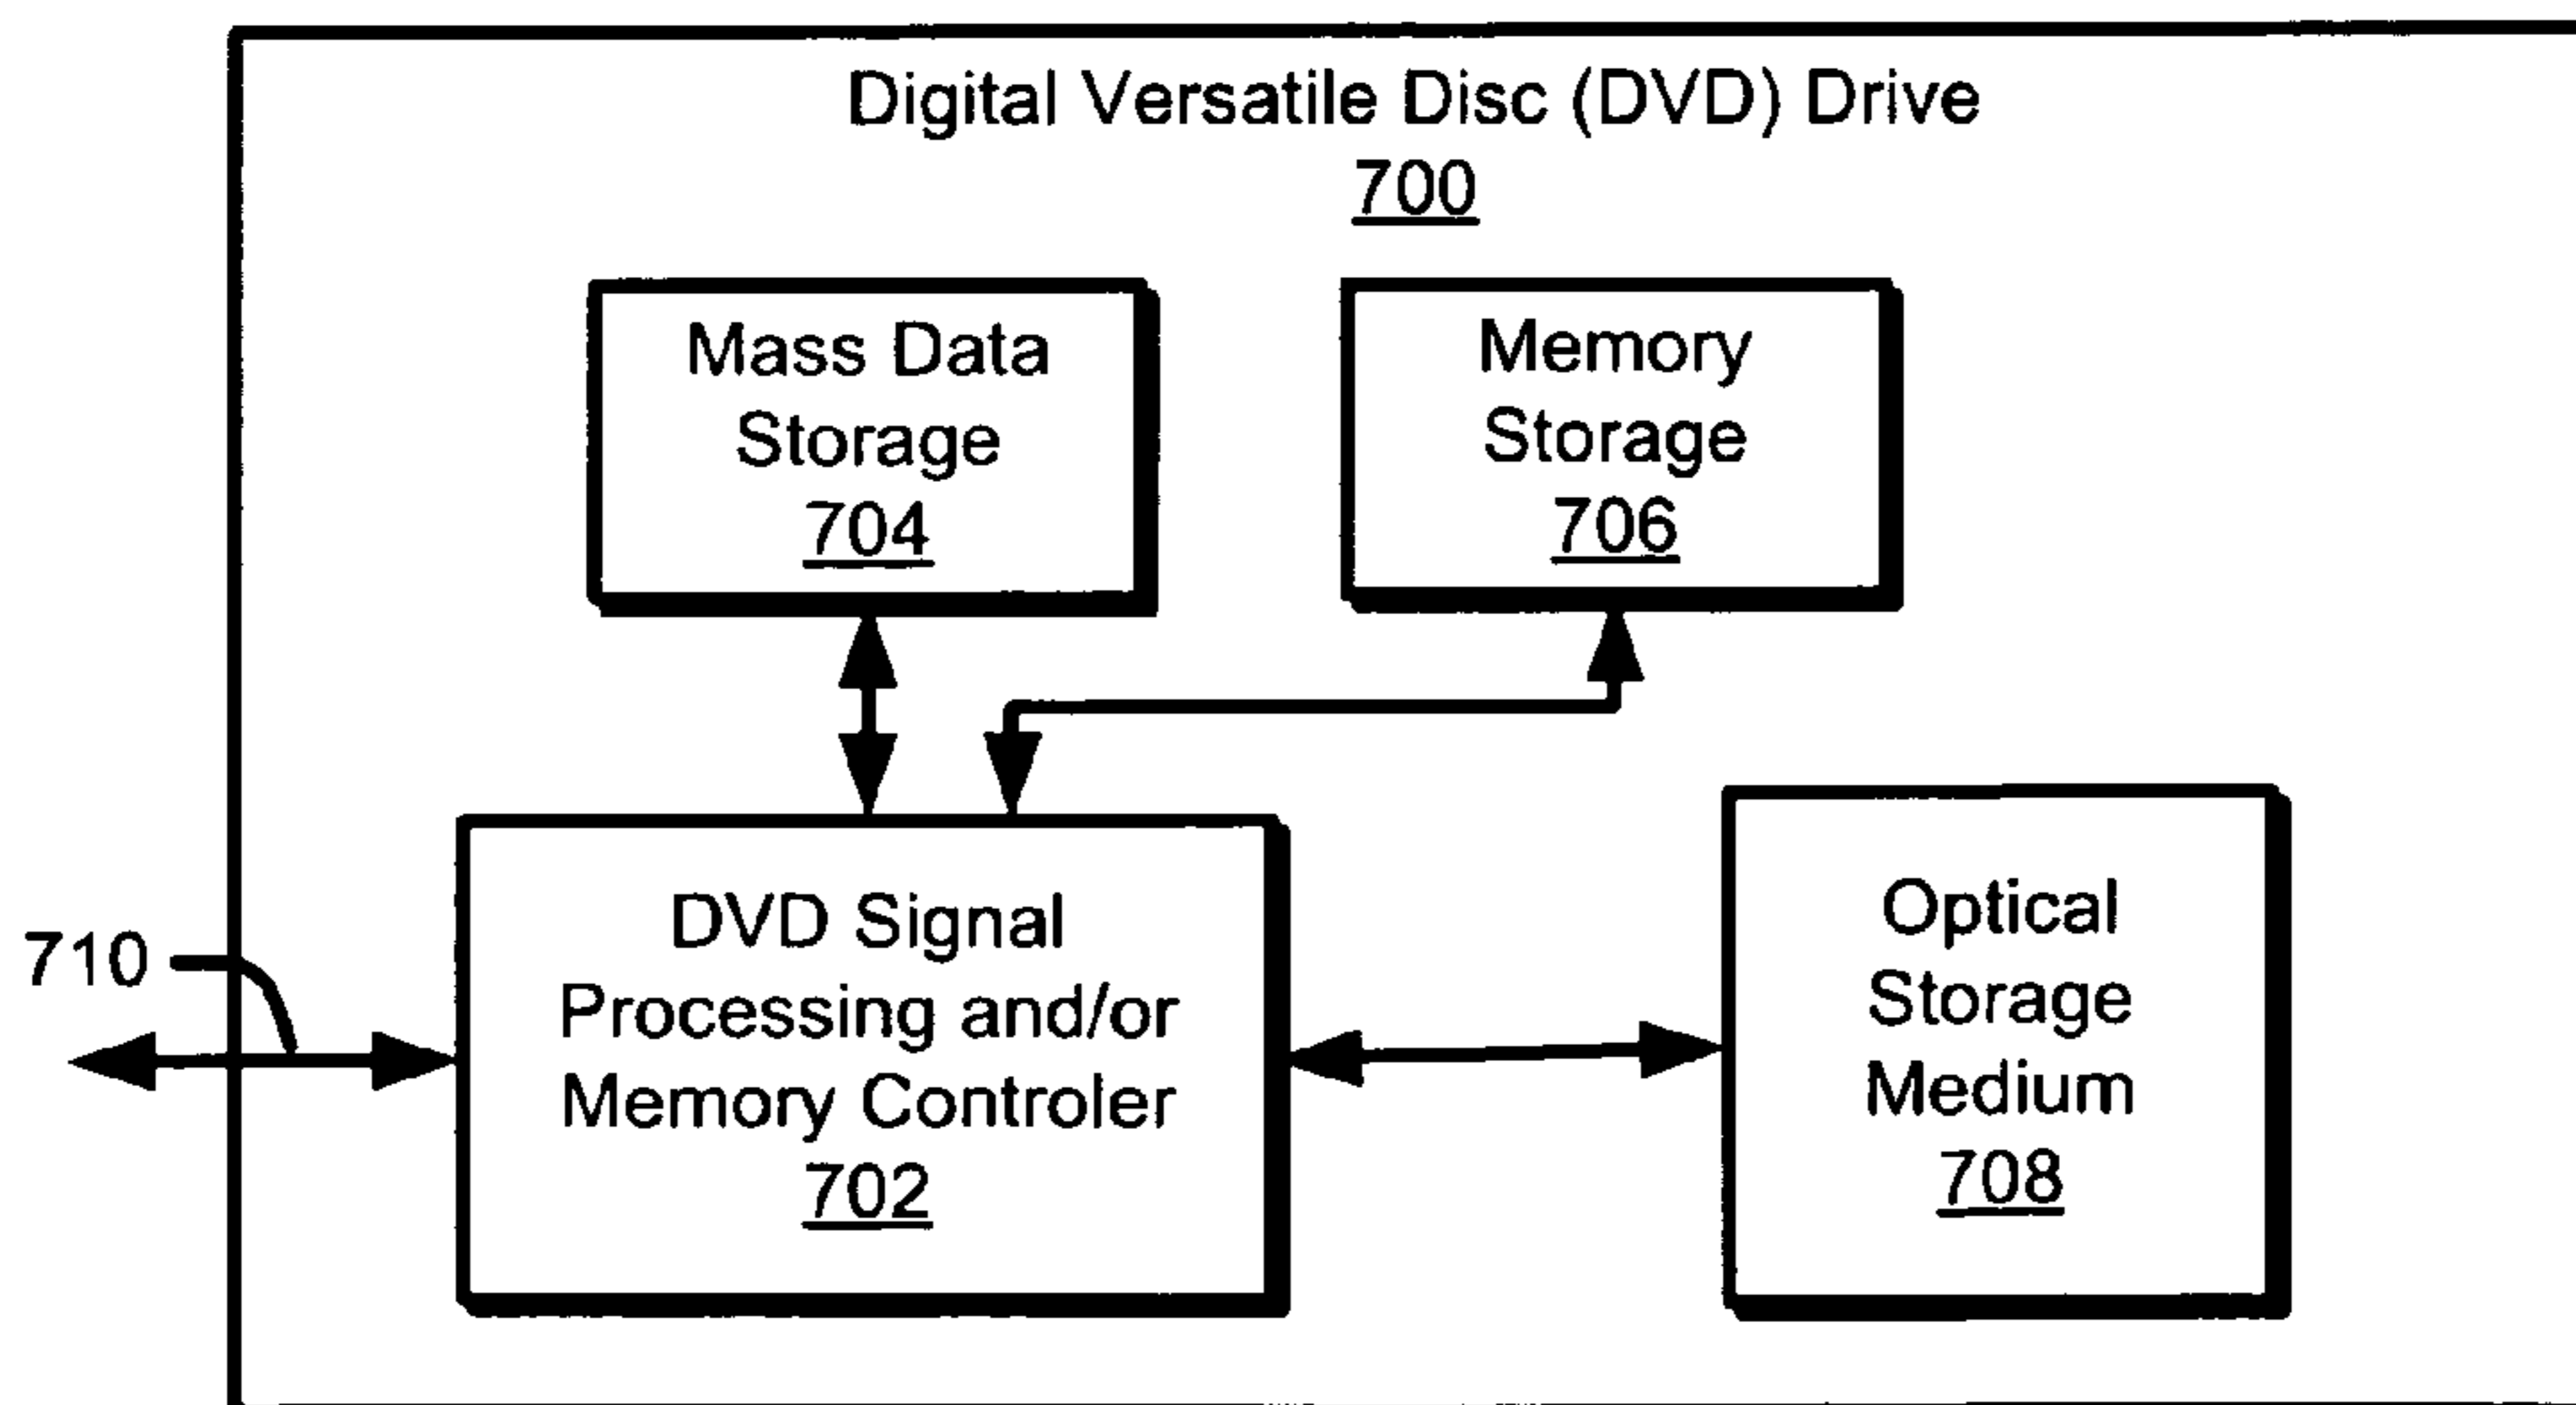 Digital Versatile Disc (DVD) Drive
700
Mass Data
Storage
704
Memory
Storage
706
710
DVD Signal
Processing and/or
Memory Controler
702
Optical
Storage
Medium
708